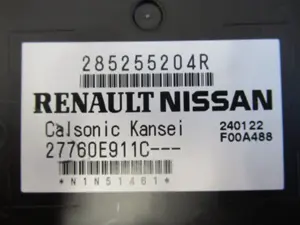 285255204R
RENAULT NISSAN
Calsonic Kansei 240122
27760E911C--- F00A488
*N1N51461*